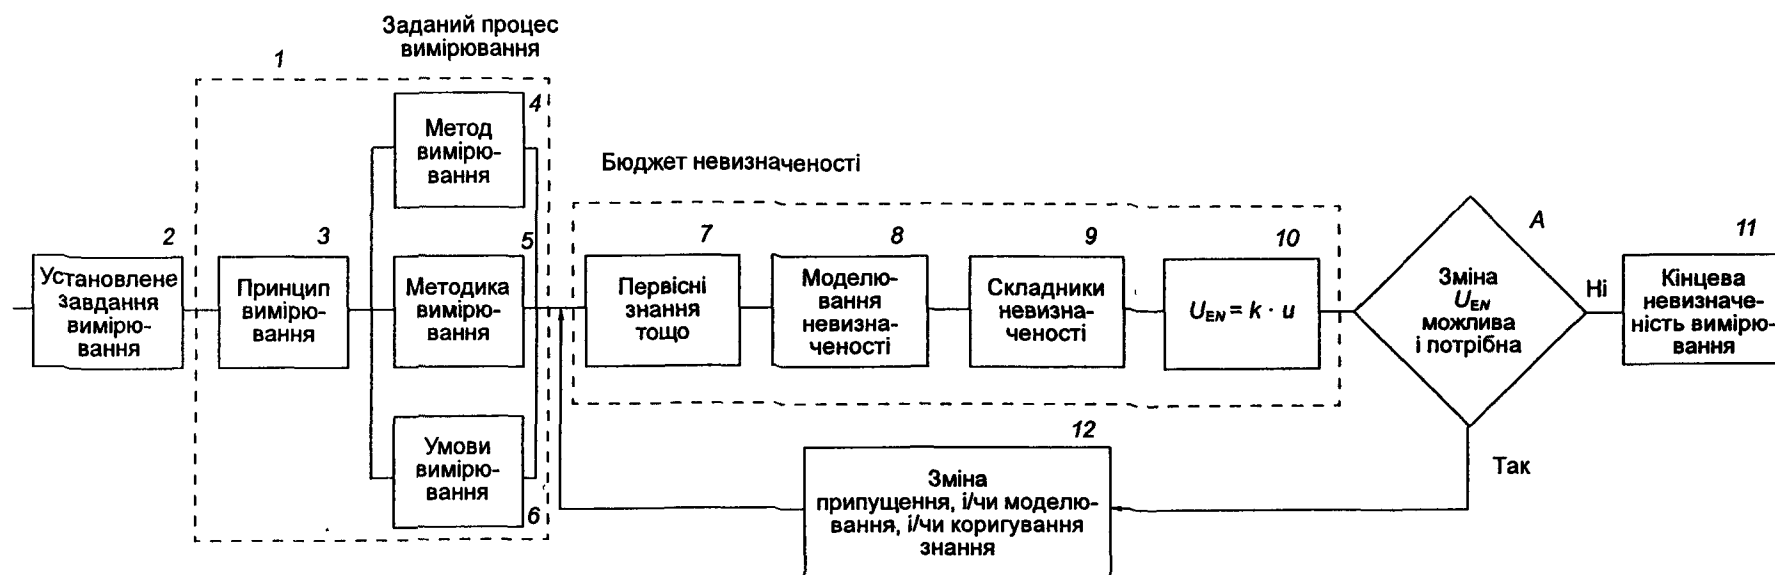 Заданий процес
вимірювання
1
4
Метод
вимірю-
вання
Бюджет невизначеності
2
Установлене
завдання
вимірю-
вання
3
Принцип
вимірю-
вання
5
Методика
вимірю-
вання
7
Первісні
знання
тощо
8
Моделю-
вання
невизна-
ченості
9
Складники
невизна-
ченості
10
U_EN = k · u
A
Зміна
U_EN
можлива
і потрібна
Ні
11
Кінцева
невизначе-
ність вимірю-
вання
Умови
вимірю-
вання
6
12
Зміна
припущення, і/чи моделю-
вання, і/чи коригування
знання
Так